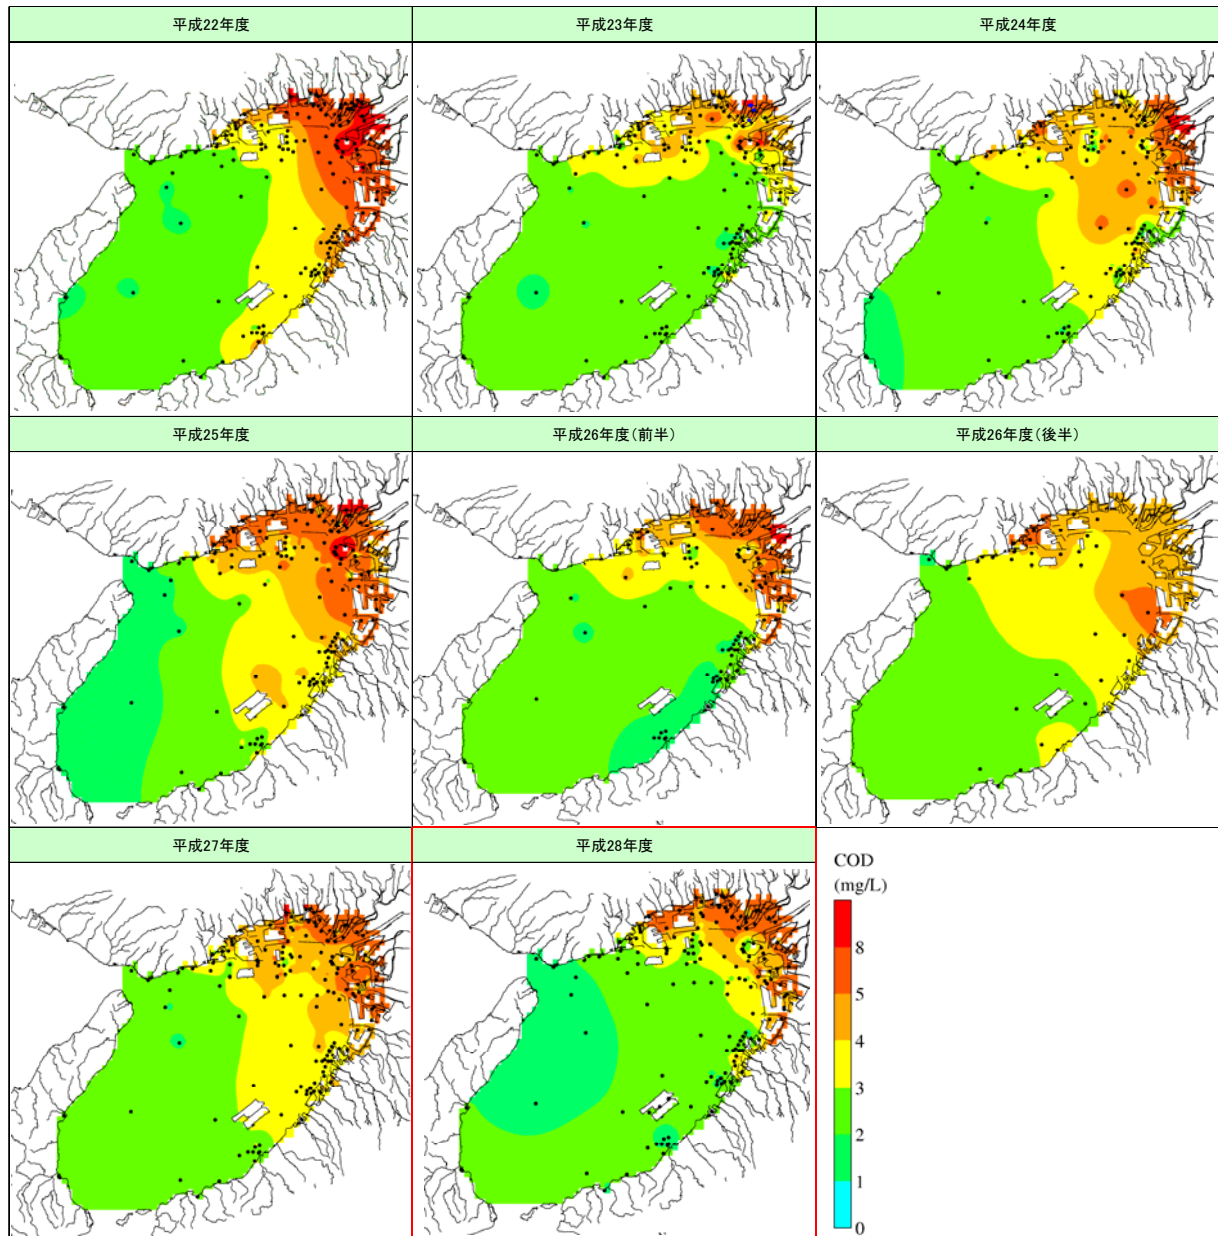 平成22年度
平成23年度
平成24年度
平成25年度
平成26年度(前半)
平成26年度(後半)
平成27年度
平成28年度
COD
(mg/L)
8
5
4
3
2
1
0